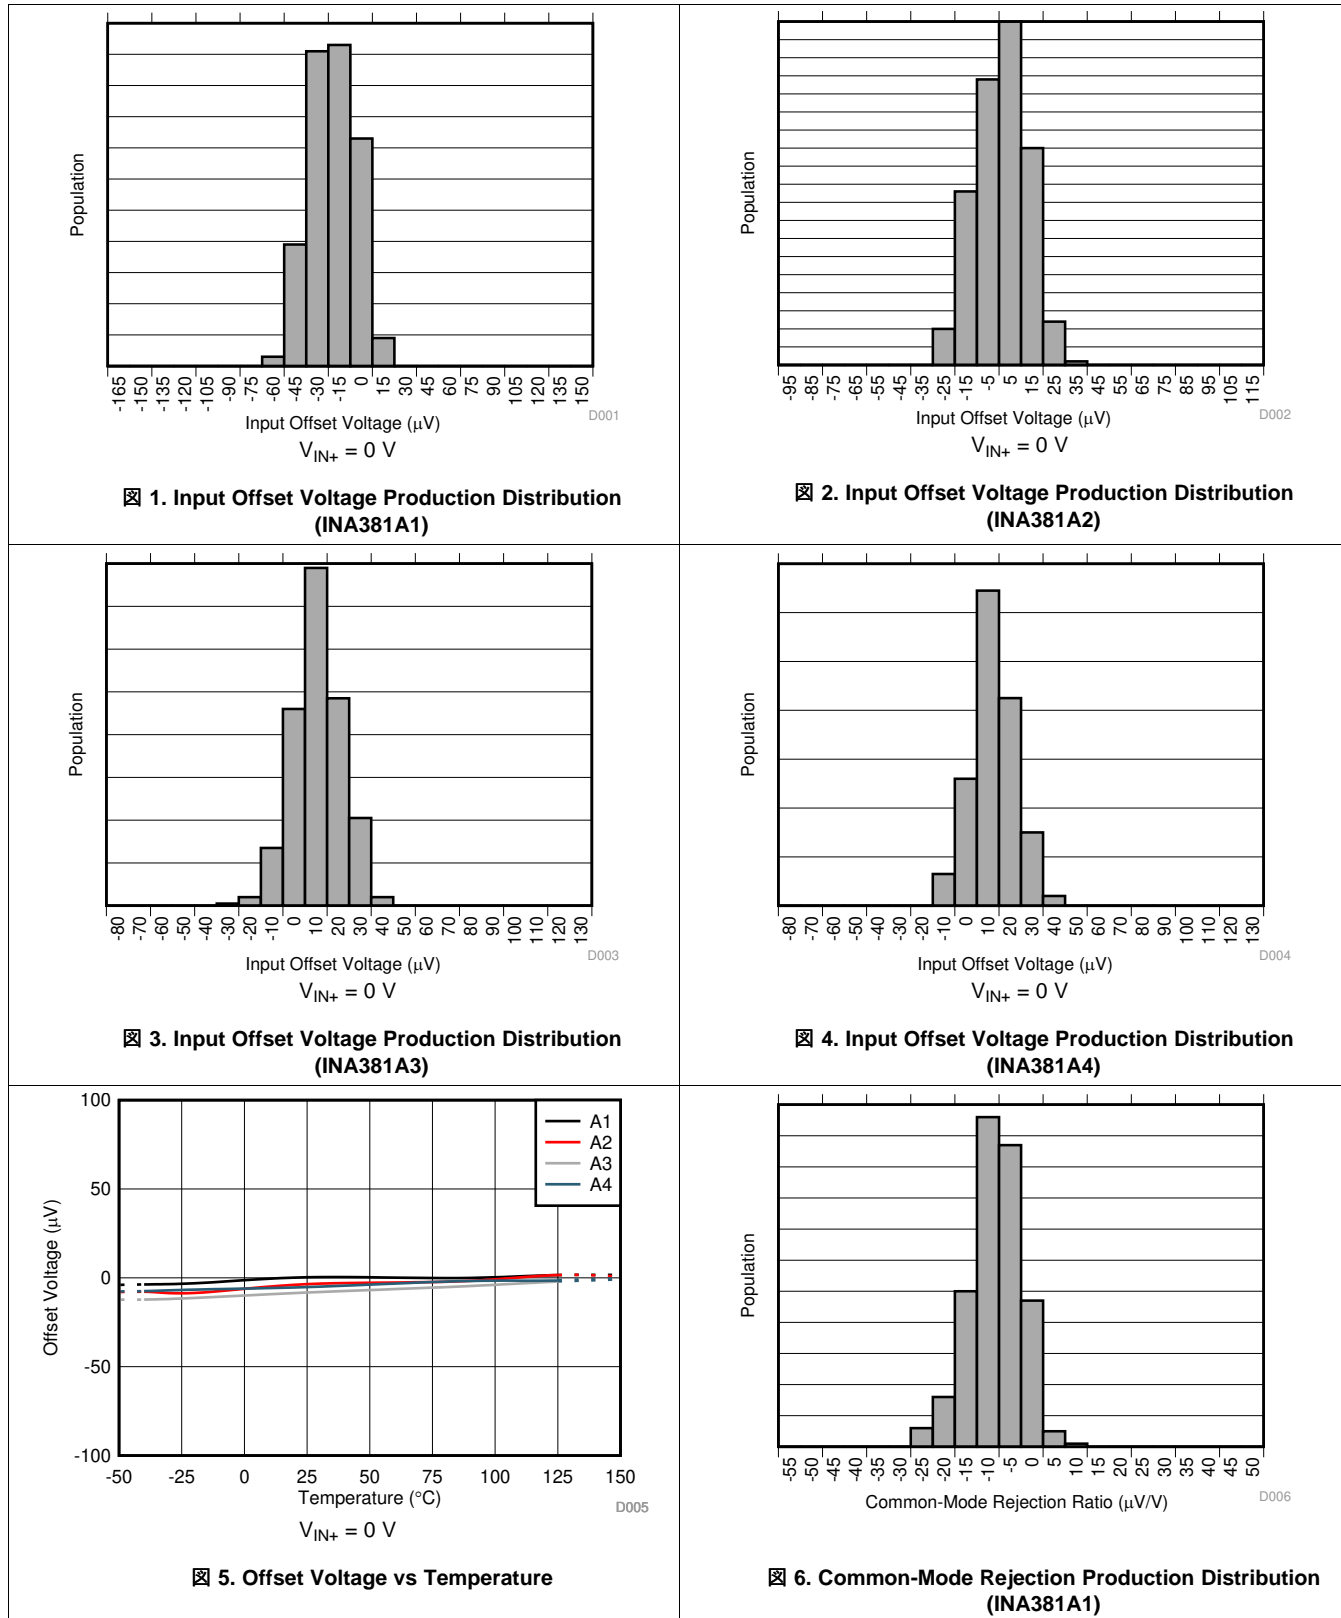 Population
-165 -150 -135 -120 -105 -90 -75 -60 -45 -30 -15 0 15 30 45 60 75 90 105 120 135 150
Input Offset Voltage (μV)
D001
V_IN+ = 0 V
図 1. Input Offset Voltage Production Distribution
(INA381A1)
Population
-95 -85 -75 -65 -55 -45 -35 -25 -15 -5 5 15 25 35 45 55 65 75 85 95 105 115
Input Offset Voltage (μV)
D002
V_IN+ = 0 V
図 2. Input Offset Voltage Production Distribution
(INA381A2)
Population
-80 -70 -60 -50 -40 -30 -20 -10 0 10 20 30 40 50 60 70 80 90 100 110 120 130
Input Offset Voltage (μV)
D003
V_IN+ = 0 V
図 3. Input Offset Voltage Production Distribution
(INA381A3)
Population
-80 -70 -60 -50 -40 -30 -20 -10 0 10 20 30 40 50 60 70 80 90 100 110 120 130
Input Offset Voltage (μV)
D004
V_IN+ = 0 V
図 4. Input Offset Voltage Production Distribution
(INA381A4)
Offset Voltage (μV)
100
50
0
-50
-100
A1
A2
A3
A4
-50 -25 0 25 50 75 100 125 150
Temperature (°C)
D005
V_IN+ = 0 V
図 5. Offset Voltage vs Temperature
Population
-55 -50 -45 -40 -35 -30 -25 -20 -15 -10 -5 0 5 10 15 20 25 30 35 40 45 50
Common-Mode Rejection Ratio (μV/V)
D006
図 6. Common-Mode Rejection Production Distribution
(INA381A1)